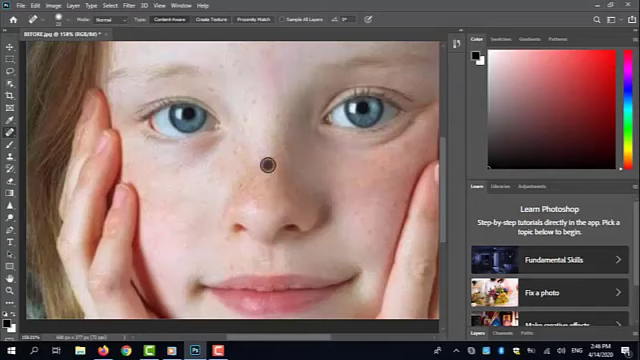 Ps File Edit Image Layer Type Select Filter 3D View Window Help
Mode: Normal Type: Content-Aware Create Texture Proximity Match Sample All Layers 0°
BEFORE.jpg @ 158% (RGB/8#) *
Color Swatches Gradients Patterns
Learn Libraries Adjustments
Learn Photoshop
Step-by-step tutorials directly in the app. Pick a topic below to begin.
Fundamental Skills
Fix a photo
Make creative effects
Layers Channels Paths
ENG
2:46 PM
4/14/2020